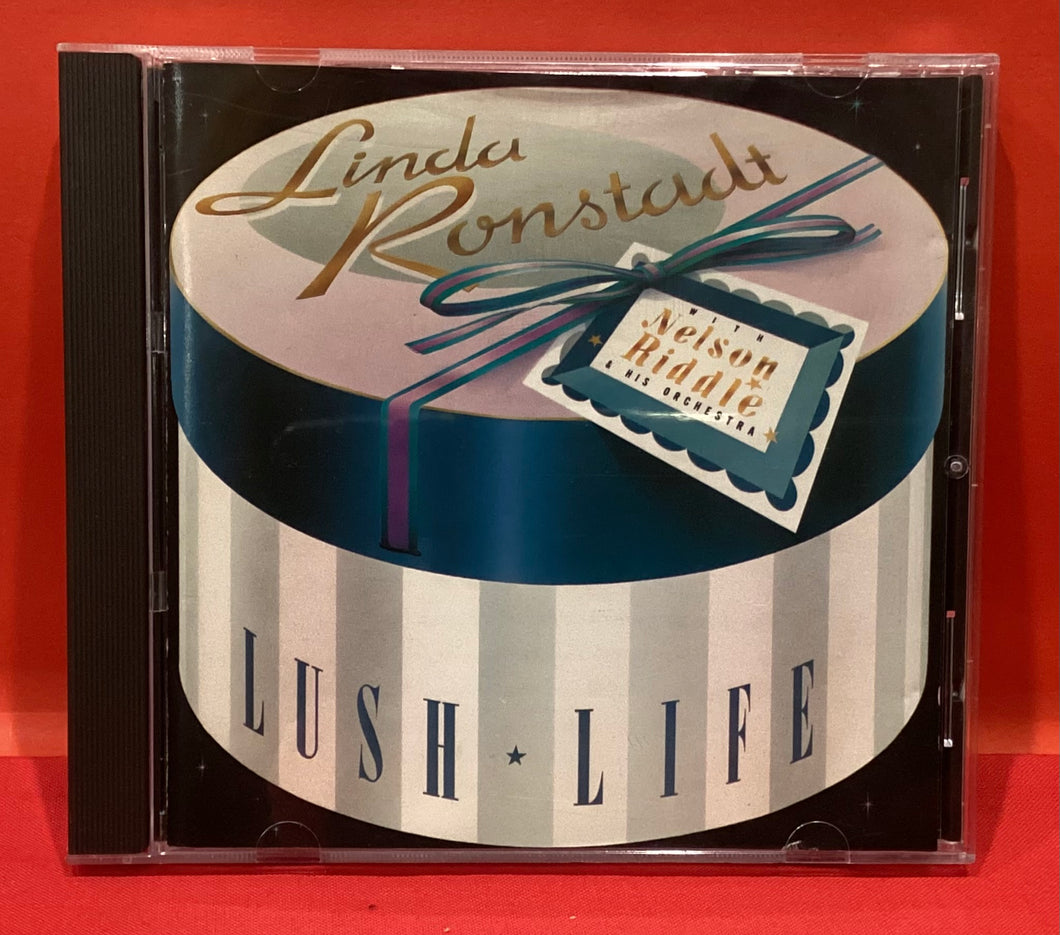 Linda
Ronstadt
WITH
Nelson
Riddle
& HIS ORCHESTRA
LUSH ★ LIFE